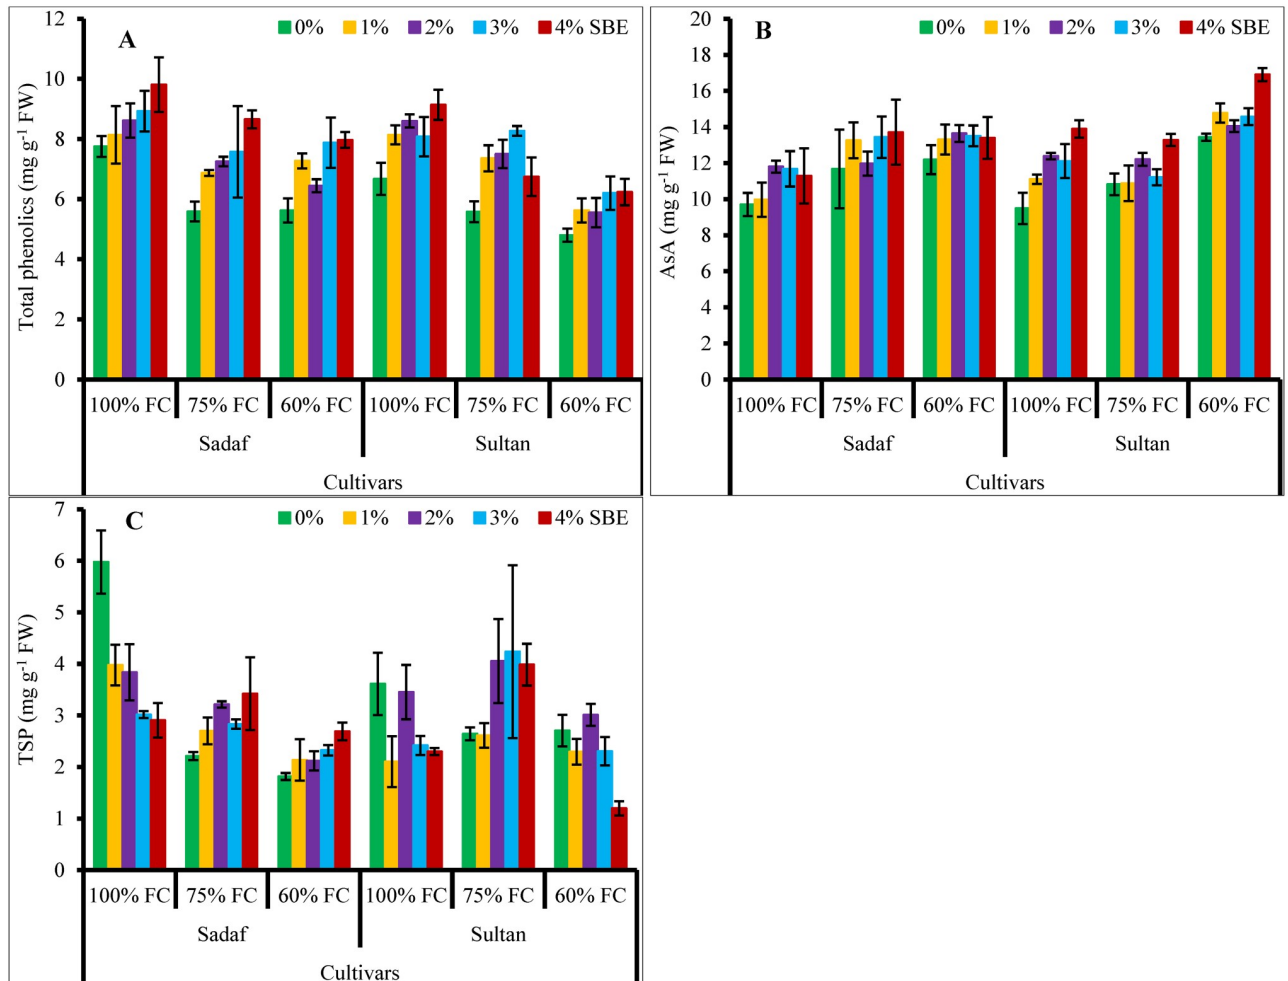 A
0% 1% 2% 3% 4% SBE
Total phenolics (mg g⁻¹ FW)
12
10
8
6
4
2
0
100% FC 75% FC 60% FC 100% FC 75% FC 60% FC
Sadaf Sultan
Cultivars
B
0% 1% 2% 3% 4% SBE
AsA (mg g⁻¹ FW)
20
18
16
14
12
10
8
6
4
2
0
100% FC 75% FC 60% FC 100% FC 75% FC 60% FC
Sadaf Sultan
Cultivars
C
0% 1% 2% 3% 4% SBE
TSP (mg g⁻¹ FW)
7
6
5
4
3
2
1
0
100% FC 75% FC 60% FC 100% FC 75% FC 60% FC
Sadaf Sultan
Cultivars